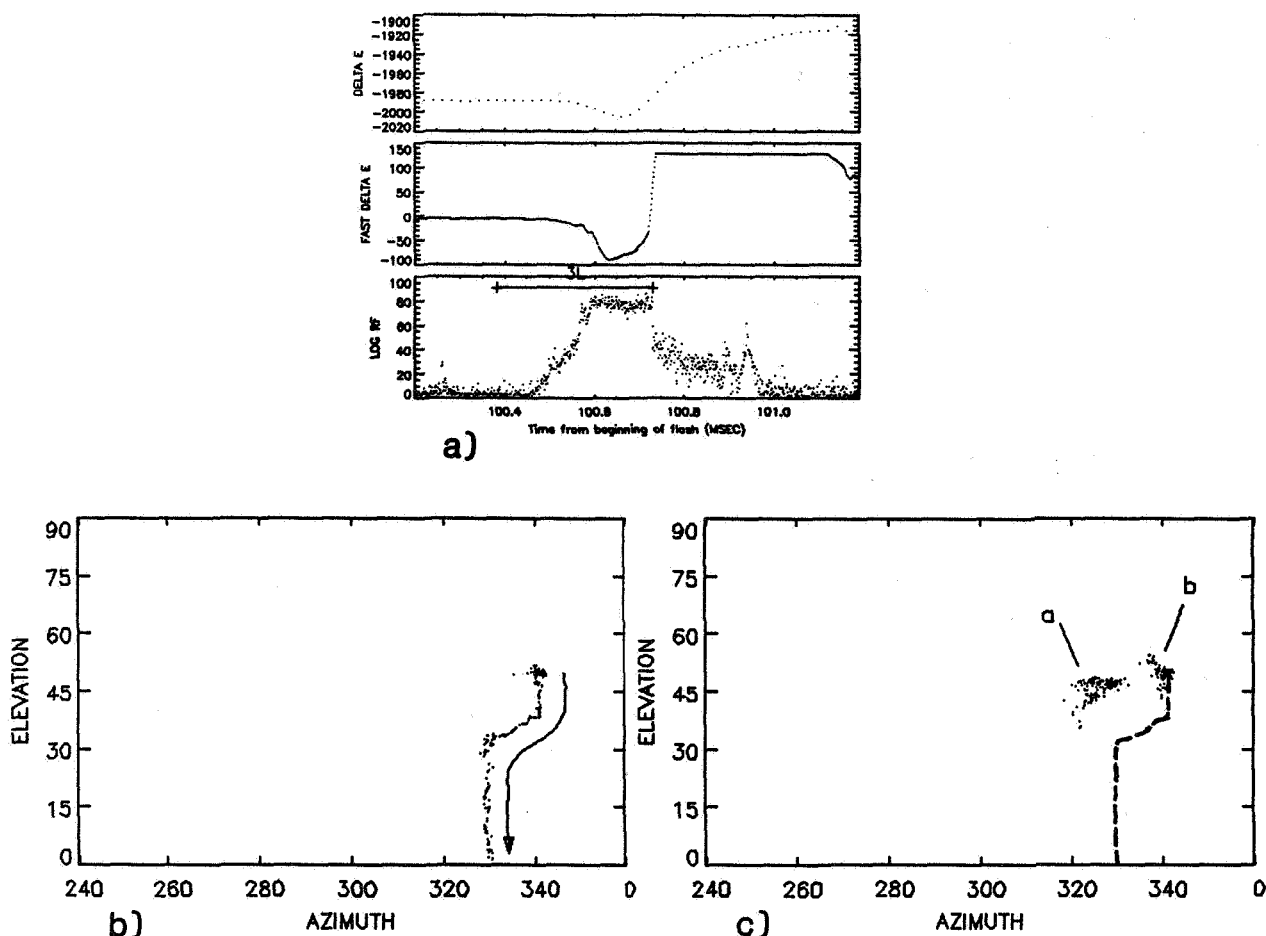 -1900
-1920
-1940
-1960
-1980
-2000
-2020
DELTA E
150
100
50
0
-50
-100
FAST DELTA E
3L
100
80
60
40
20
0
LOG RF
100.4 100.6 100.8 101.0
Time from beginning of flash (MSEC)
a)
90
75
60
45
30
15
0
ELEVATION
240 260 280 300 320 340 0
AZIMUTH
b)
90
75
60
45
30
15
0
ELEVATION
a
b
240 260 280 300 320 340 0
AZIMUTH
c)